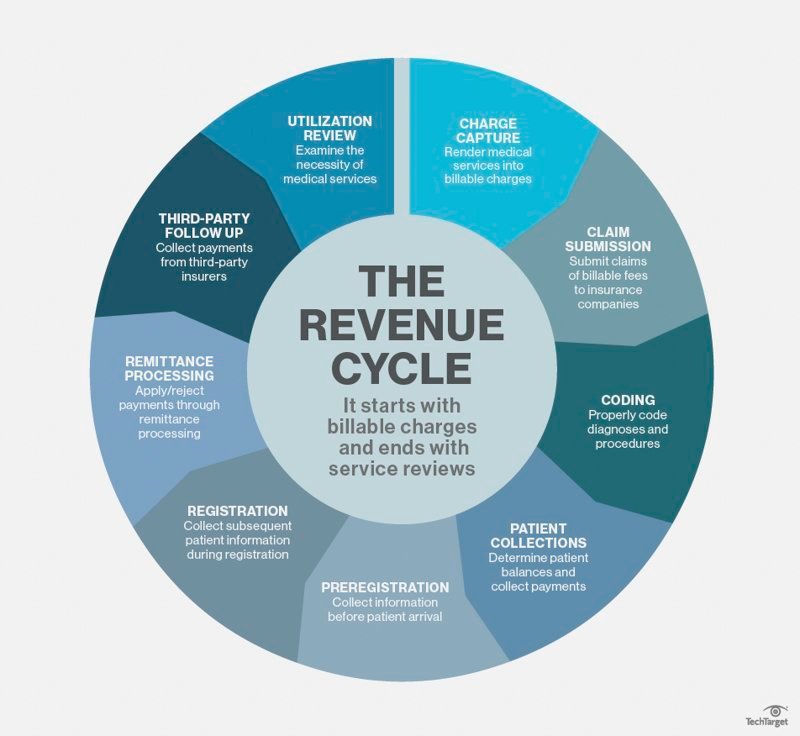 THE
REVENUE
CYCLE
It starts with
billable charges
and ends with
service reviews
CHARGE
CAPTURE
Render medical
services into
billable charges
CLAIM
SUBMISSION
Submit claims
of billable fees
to insurance
companies
CODING
Properly code
diagnoses and
procedures
PATIENT
COLLECTIONS
Determine patient
balances and
collect payments
PREREGISTRATION
Collect information
before patient arrival
REGISTRATION
Collect subsequent
patient information
during registration
REMITTANCE
PROCESSING
Apply/reject
payments through
remittance
processing
THIRD-PARTY
FOLLOW UP
Collect payments
from third-party
insurers
UTILIZATION
REVIEW
Examine the
necessity of
medical services
TechTarget